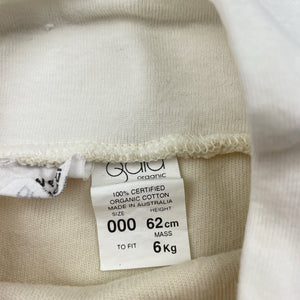 Gaia
organic
100% CERTIFIED
ORGANIC COTTON
MADE IN AUSTRALIA
SIZE HEIGHT
000 62cm
MASS
TO FIT 6Kg